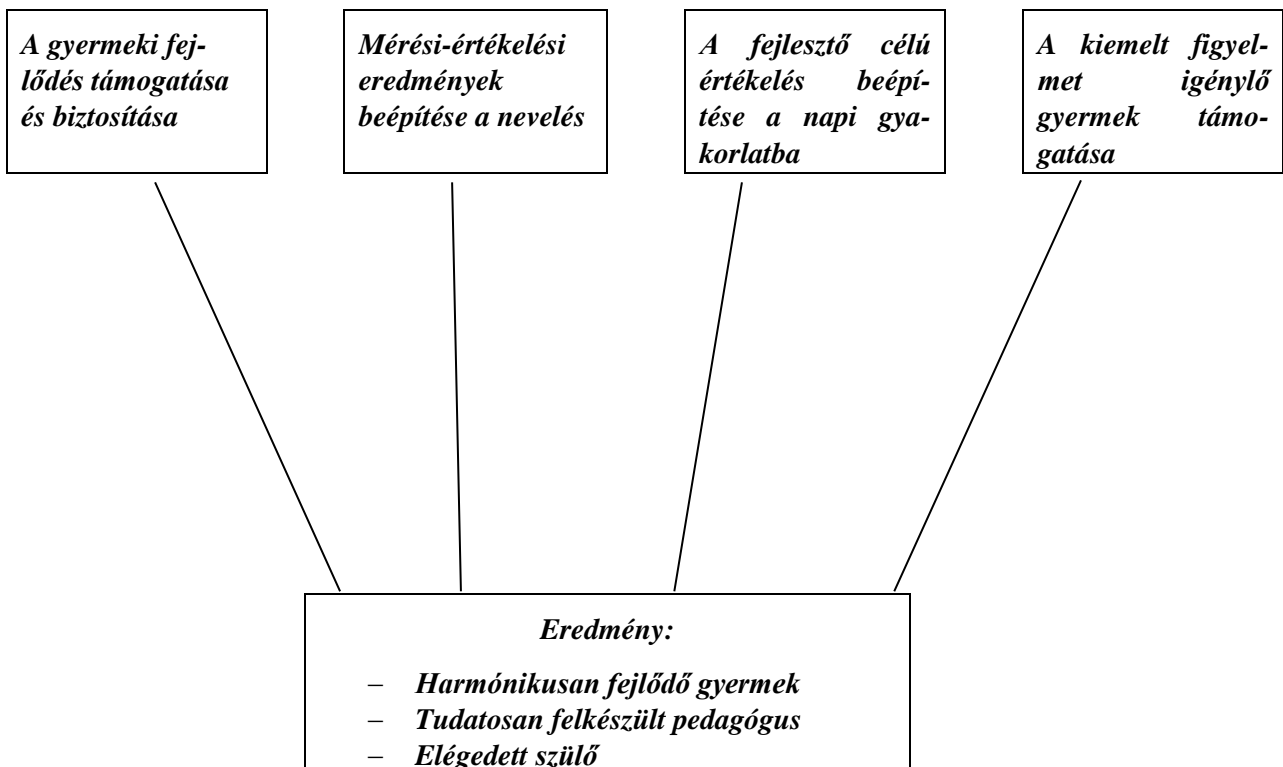 A gyermeki fej-
lődés támogatása
és biztosítása
Mérési-értékelési
eredmények
beépítése a nevelés
A fejlesztő célú
értékelés beépí-
tése a napi gya-
korlatba
A kiemelt figyel-
met igénylő
gyermek támo-
gatása
Eredmény:
– Harmónikusan fejlődő gyermek
– Tudatosan felkészült pedagógus
– Elégedett szülő